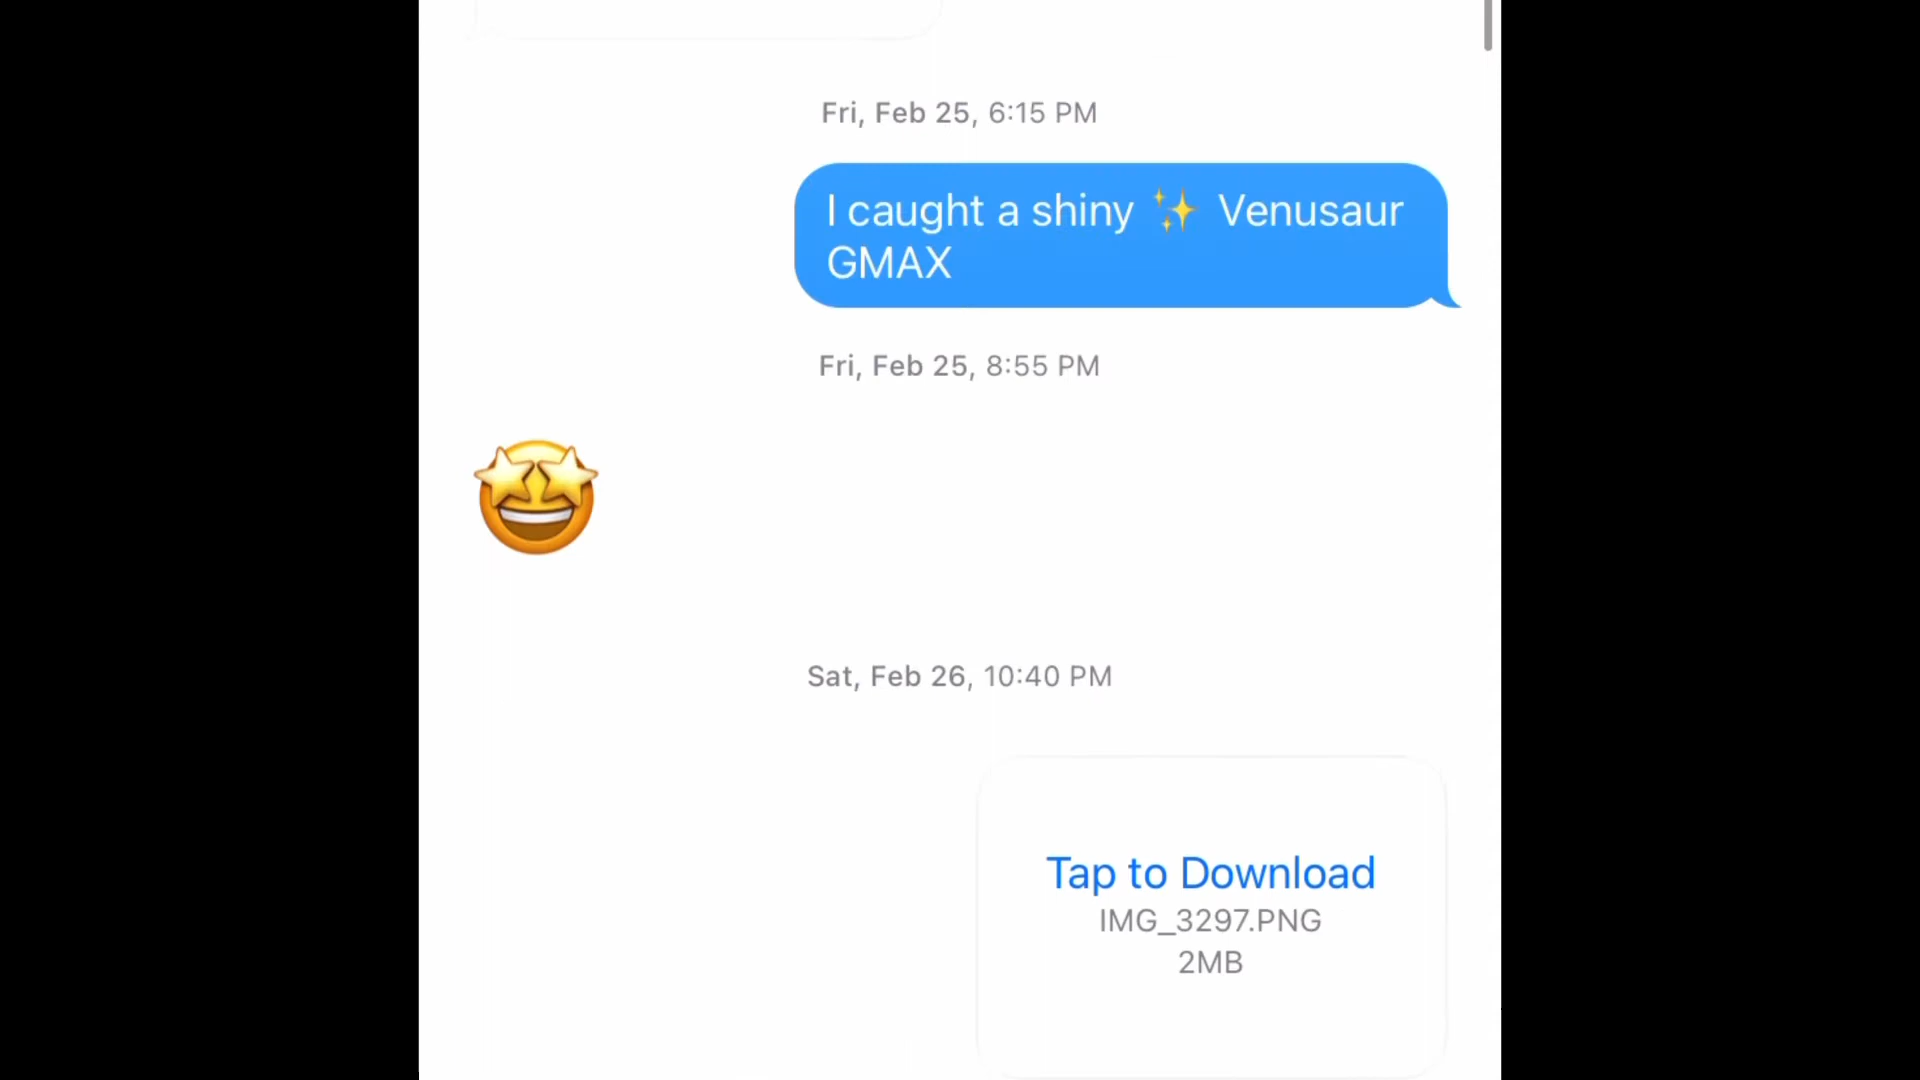 Fri, Feb 25, 6:15 PM
I caught a shiny ✨ Venusaur
GMAX
Fri, Feb 25, 8:55 PM
🤩
Sat, Feb 26, 10:40 PM
Tap to Download
IMG_3297.PNG
2MB